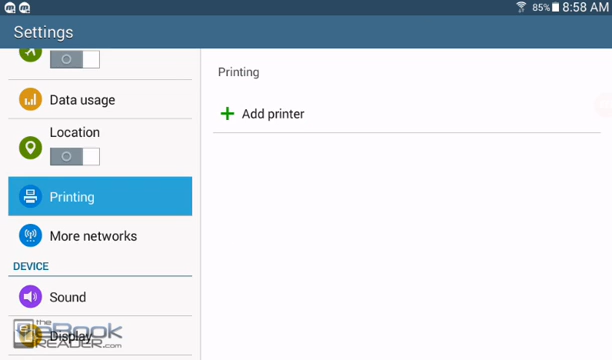 85% 8:58 AM
Settings
Data usage
Location
Printing
More networks
DEVICE
Sound
Display
Printing
Add printer
the
eBook
READER.com